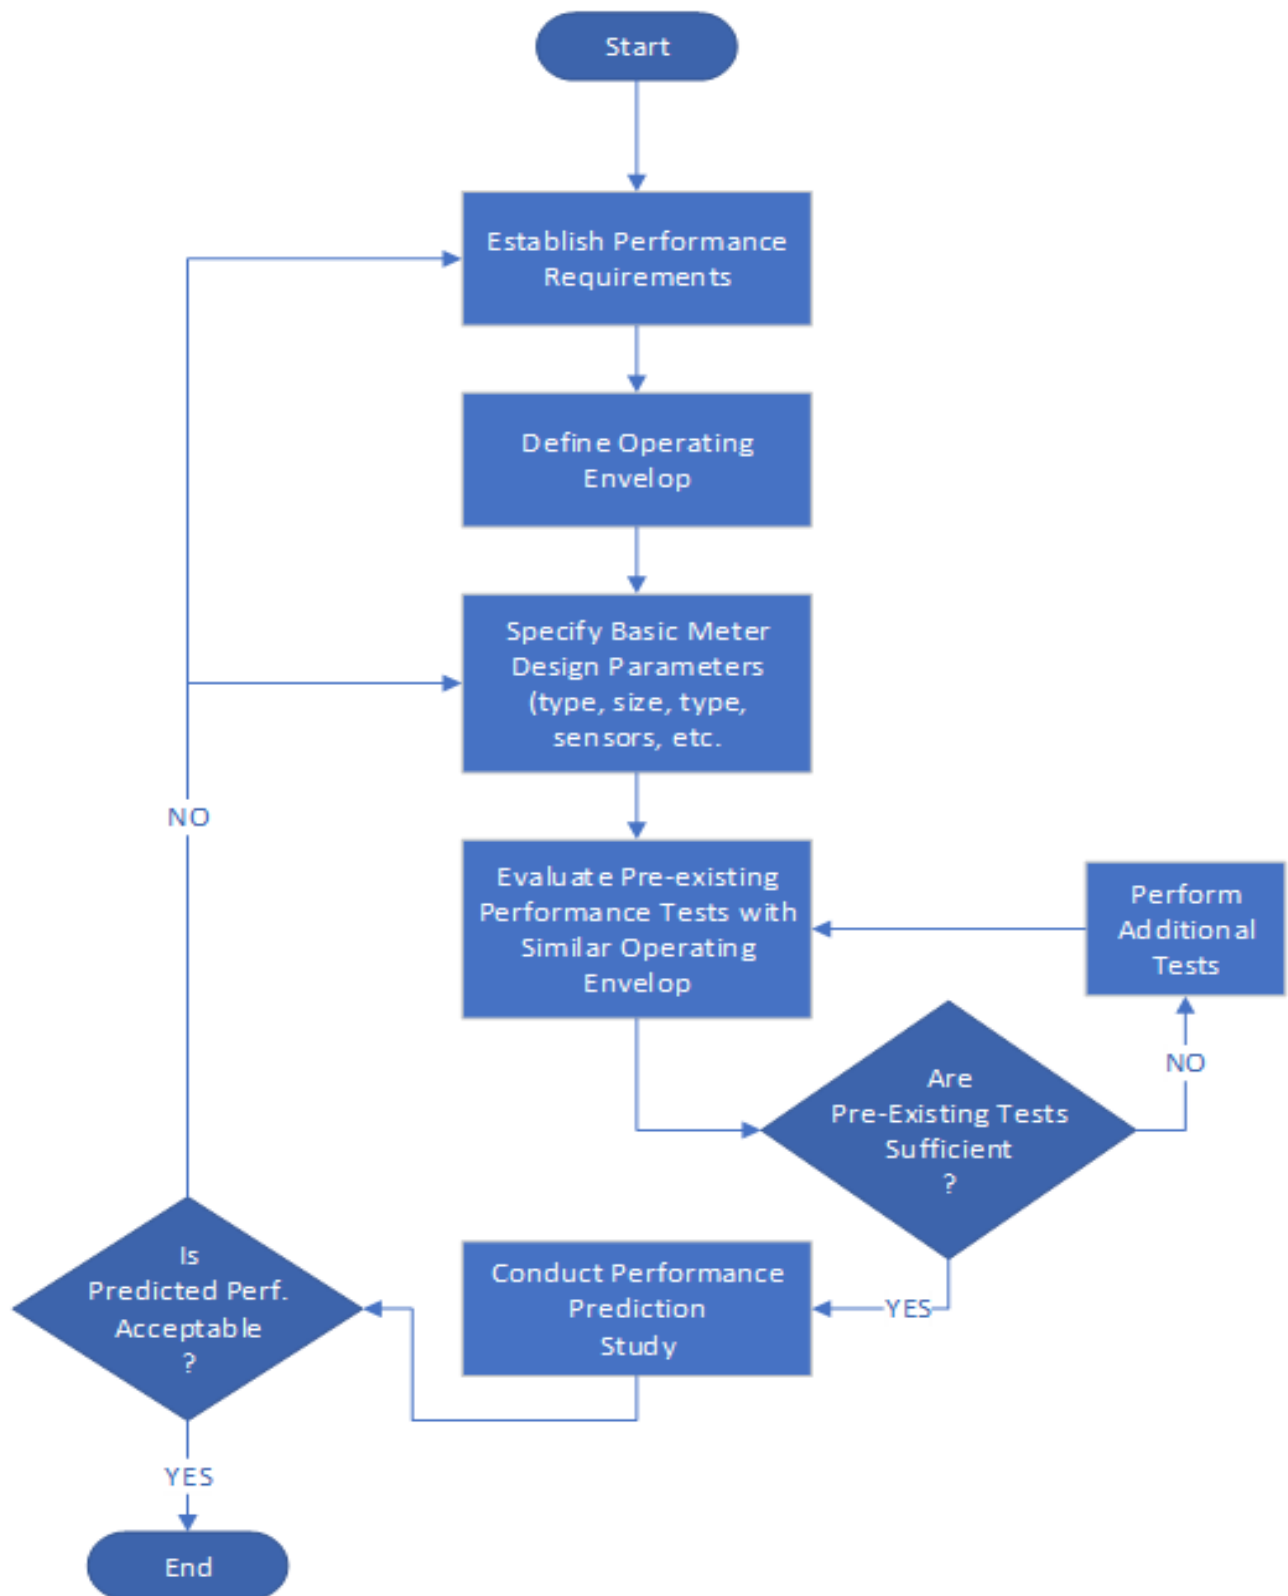 Start
Establish Performance
Requirements
Define Operating
Envelop
Specify Basic Meter
Design Parameters
(type, size, type,
sensors, etc.
NO
Evaluate Pre-existing
Performance Tests with
Similar Operating
Envelop
Perform
Additional
Tests
NO
Are
Pre-Existing Tests
Sufficient
?
YES
Conduct Performance
Prediction
Study
Is
Predicted Perf.
Acceptable
?
YES
End